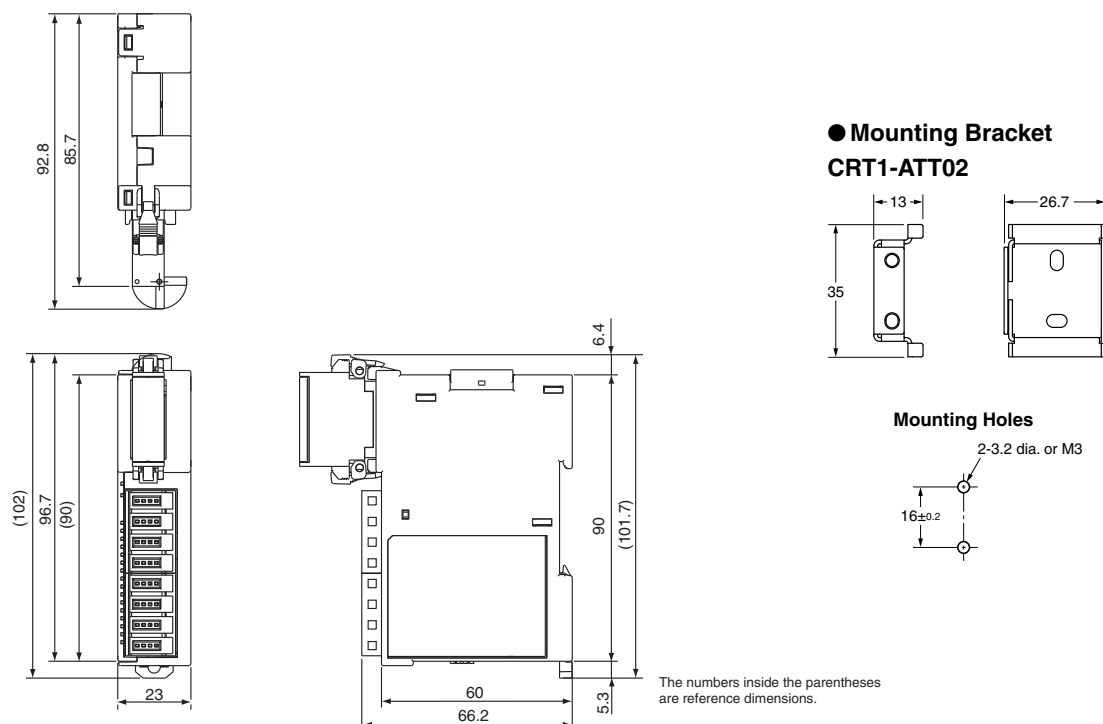 92.8
85.7
● Mounting Bracket
CRT1-ATT02
13
26.7
35
Mounting Holes
2-3.2 dia. or M3
16±0.2
(102)
96.7
(90)
23
6.4
90
(101.7)
60
66.2
5.3
The numbers inside the parentheses
are reference dimensions.